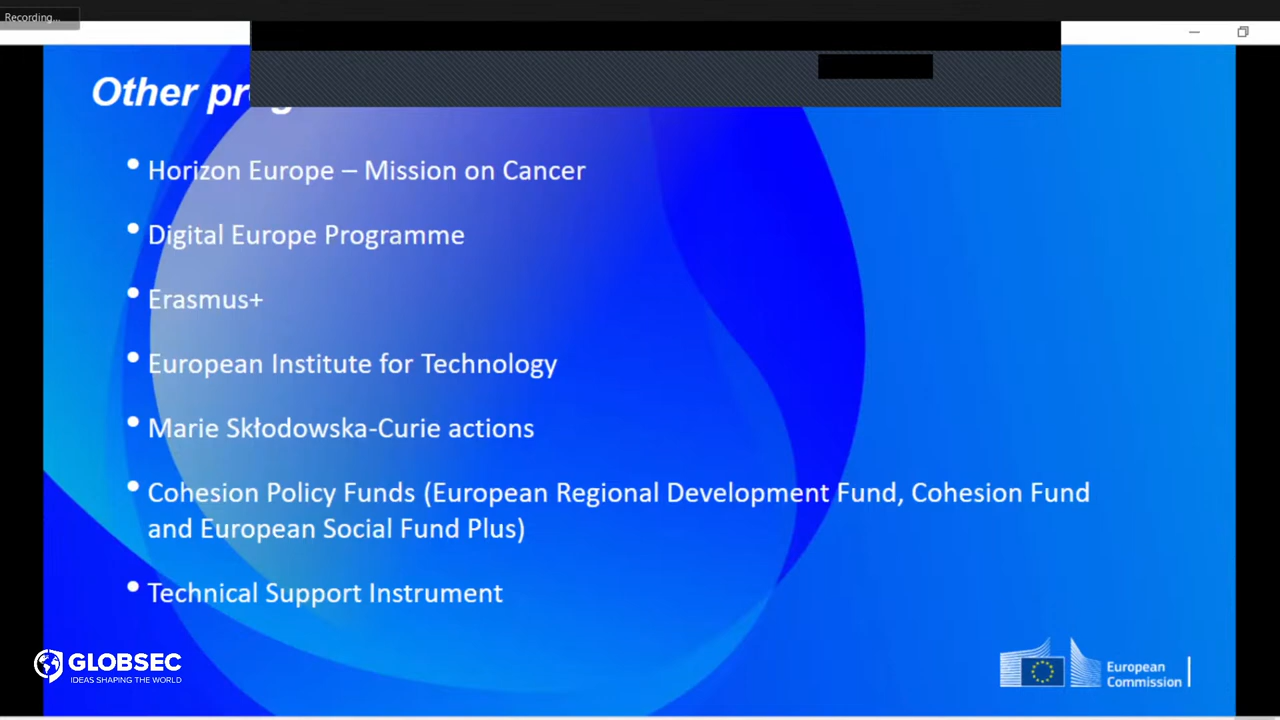 Recording...
Other
• Horizon Europe – Mission on Cancer
• Digital Europe Programme
• Erasmus+
• European Institute for Technology
• Marie Skłodowska-Curie actions
• Cohesion Policy Funds (European Regional Development Fund, Cohesion Fund
and European Social Fund Plus)
• Technical Support Instrument
GLOBSEC
IDEAS SHAPING THE WORLD
European
Commission